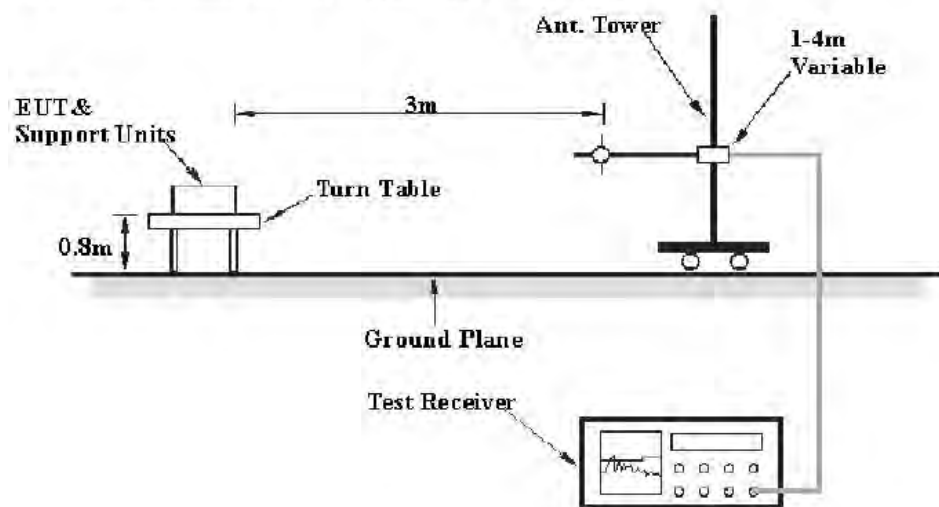 Ant. Tower
1-4m
Variable
3m
EUT &
Support Units
Turn Table
0.8m
Ground Plane
Test Receiver